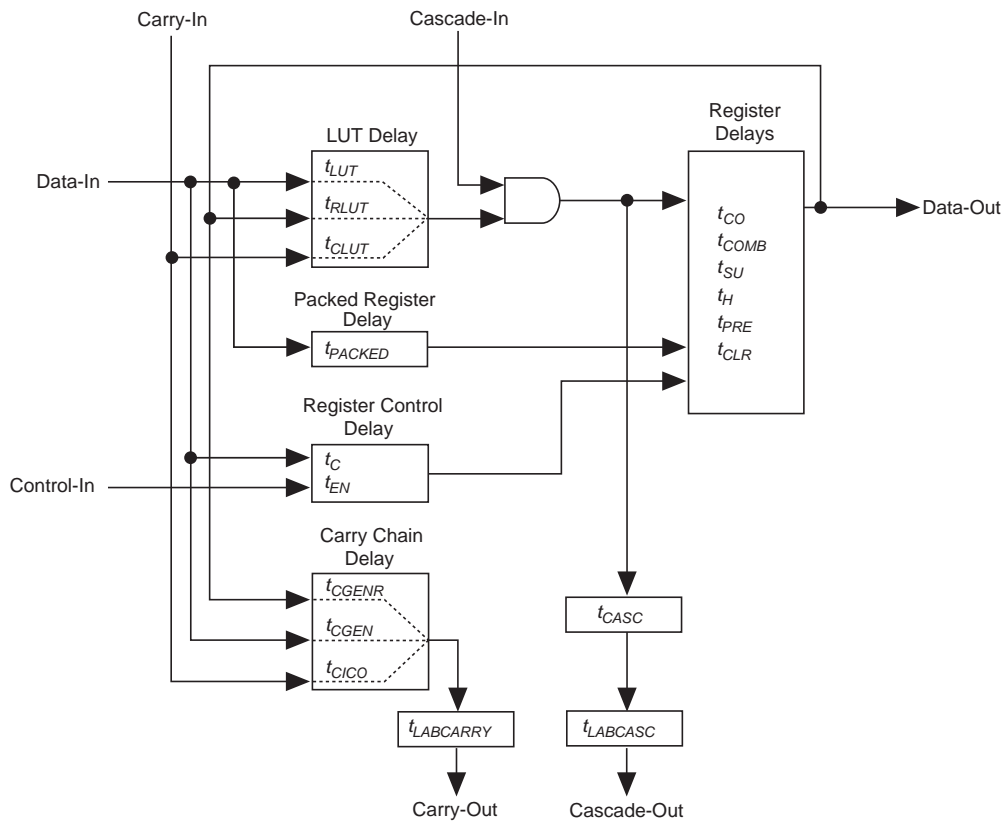 Carry-In
Cascade-In
Register
Delays
LUT Delay
Data-In
tLUT
tRLUT
tCLUT
tCO
tCOMB
tSU
tH
tPRE
tCLR
Data-Out
Packed Register
Delay
tPACKED
Register Control
Delay
tC
tEN
Control-In
Carry Chain
Delay
tCGENR
tCGEN
tCICO
tCASC
tLABCARRY
tLABCASC
Carry-Out
Cascade-Out